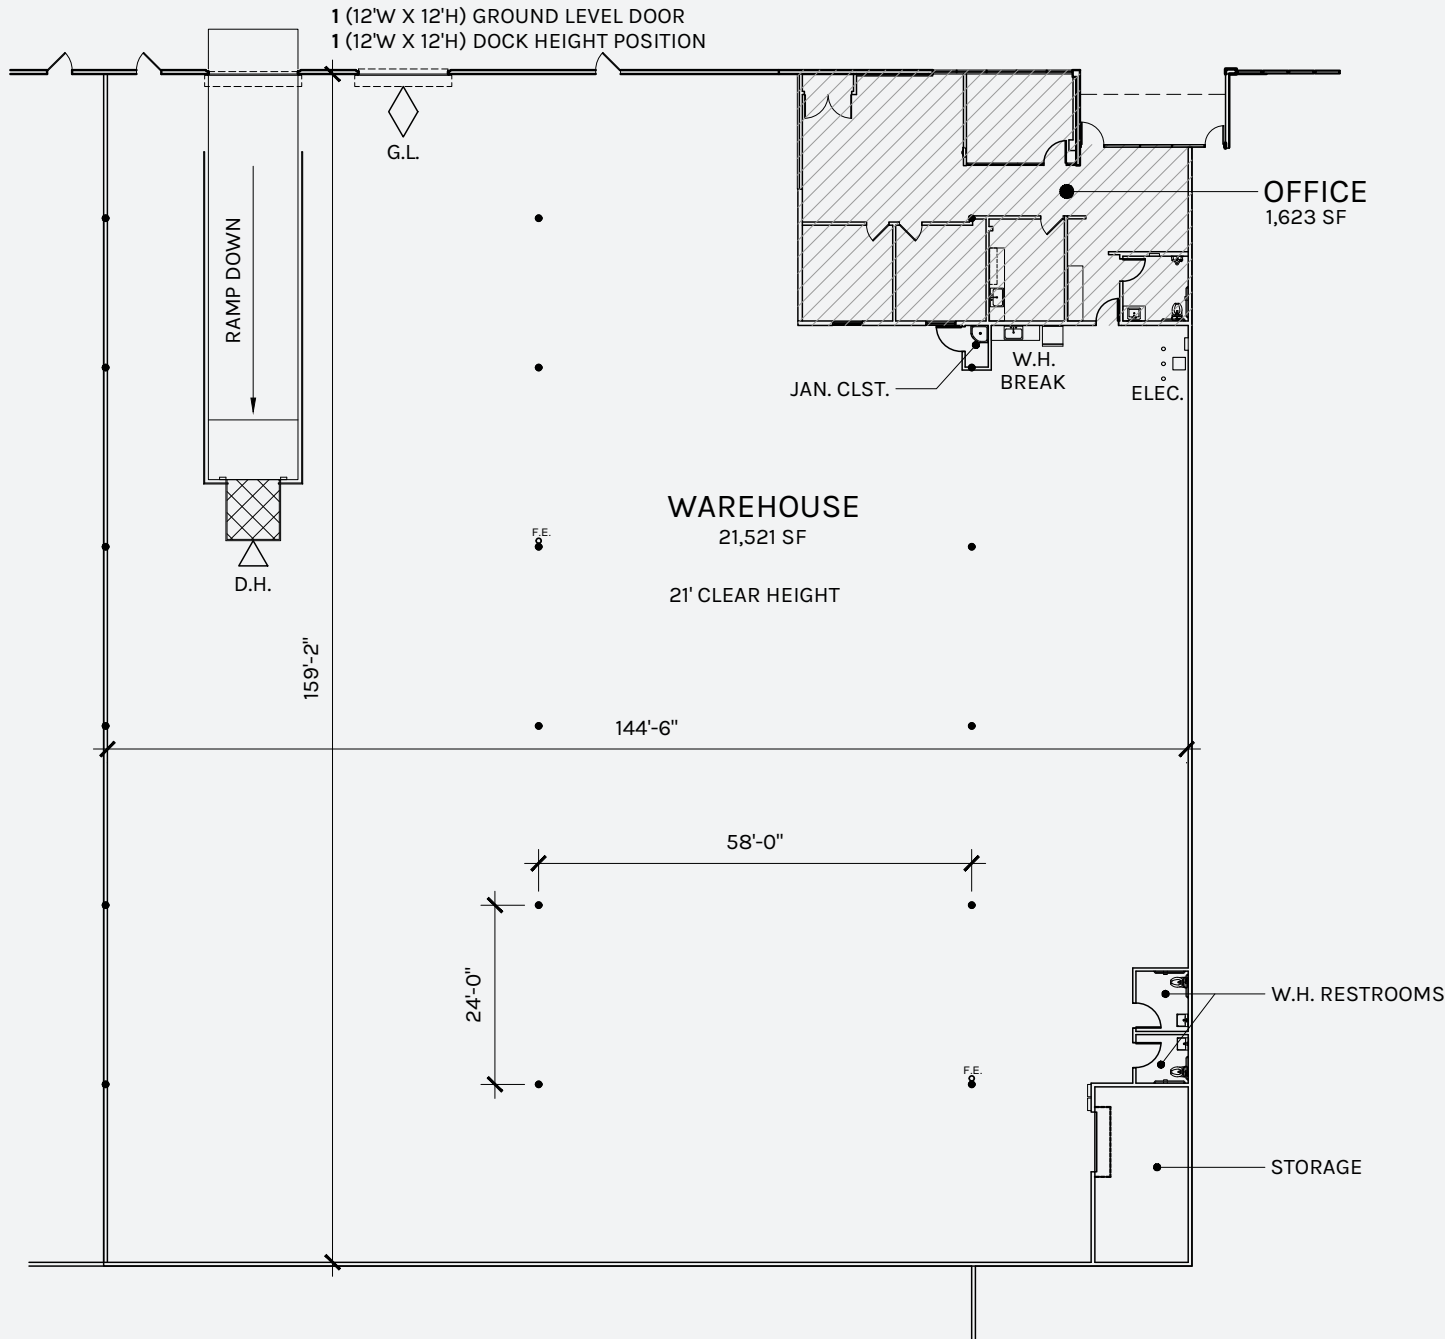 1 (12'W X 12'H) GROUND LEVEL DOOR
1 (12'W X 12'H) DOCK HEIGHT POSITION
G.L.
OFFICE
1,623 SF
RAMP DOWN
JAN. CLST.
W.H.
BREAK
ELEC.
WAREHOUSE
21,521 SF
F.E.
D.H.
21' CLEAR HEIGHT
159'-2"
144'-6"
58'-0"
24'-0"
W.H. RESTROOMS
F.E.
STORAGE